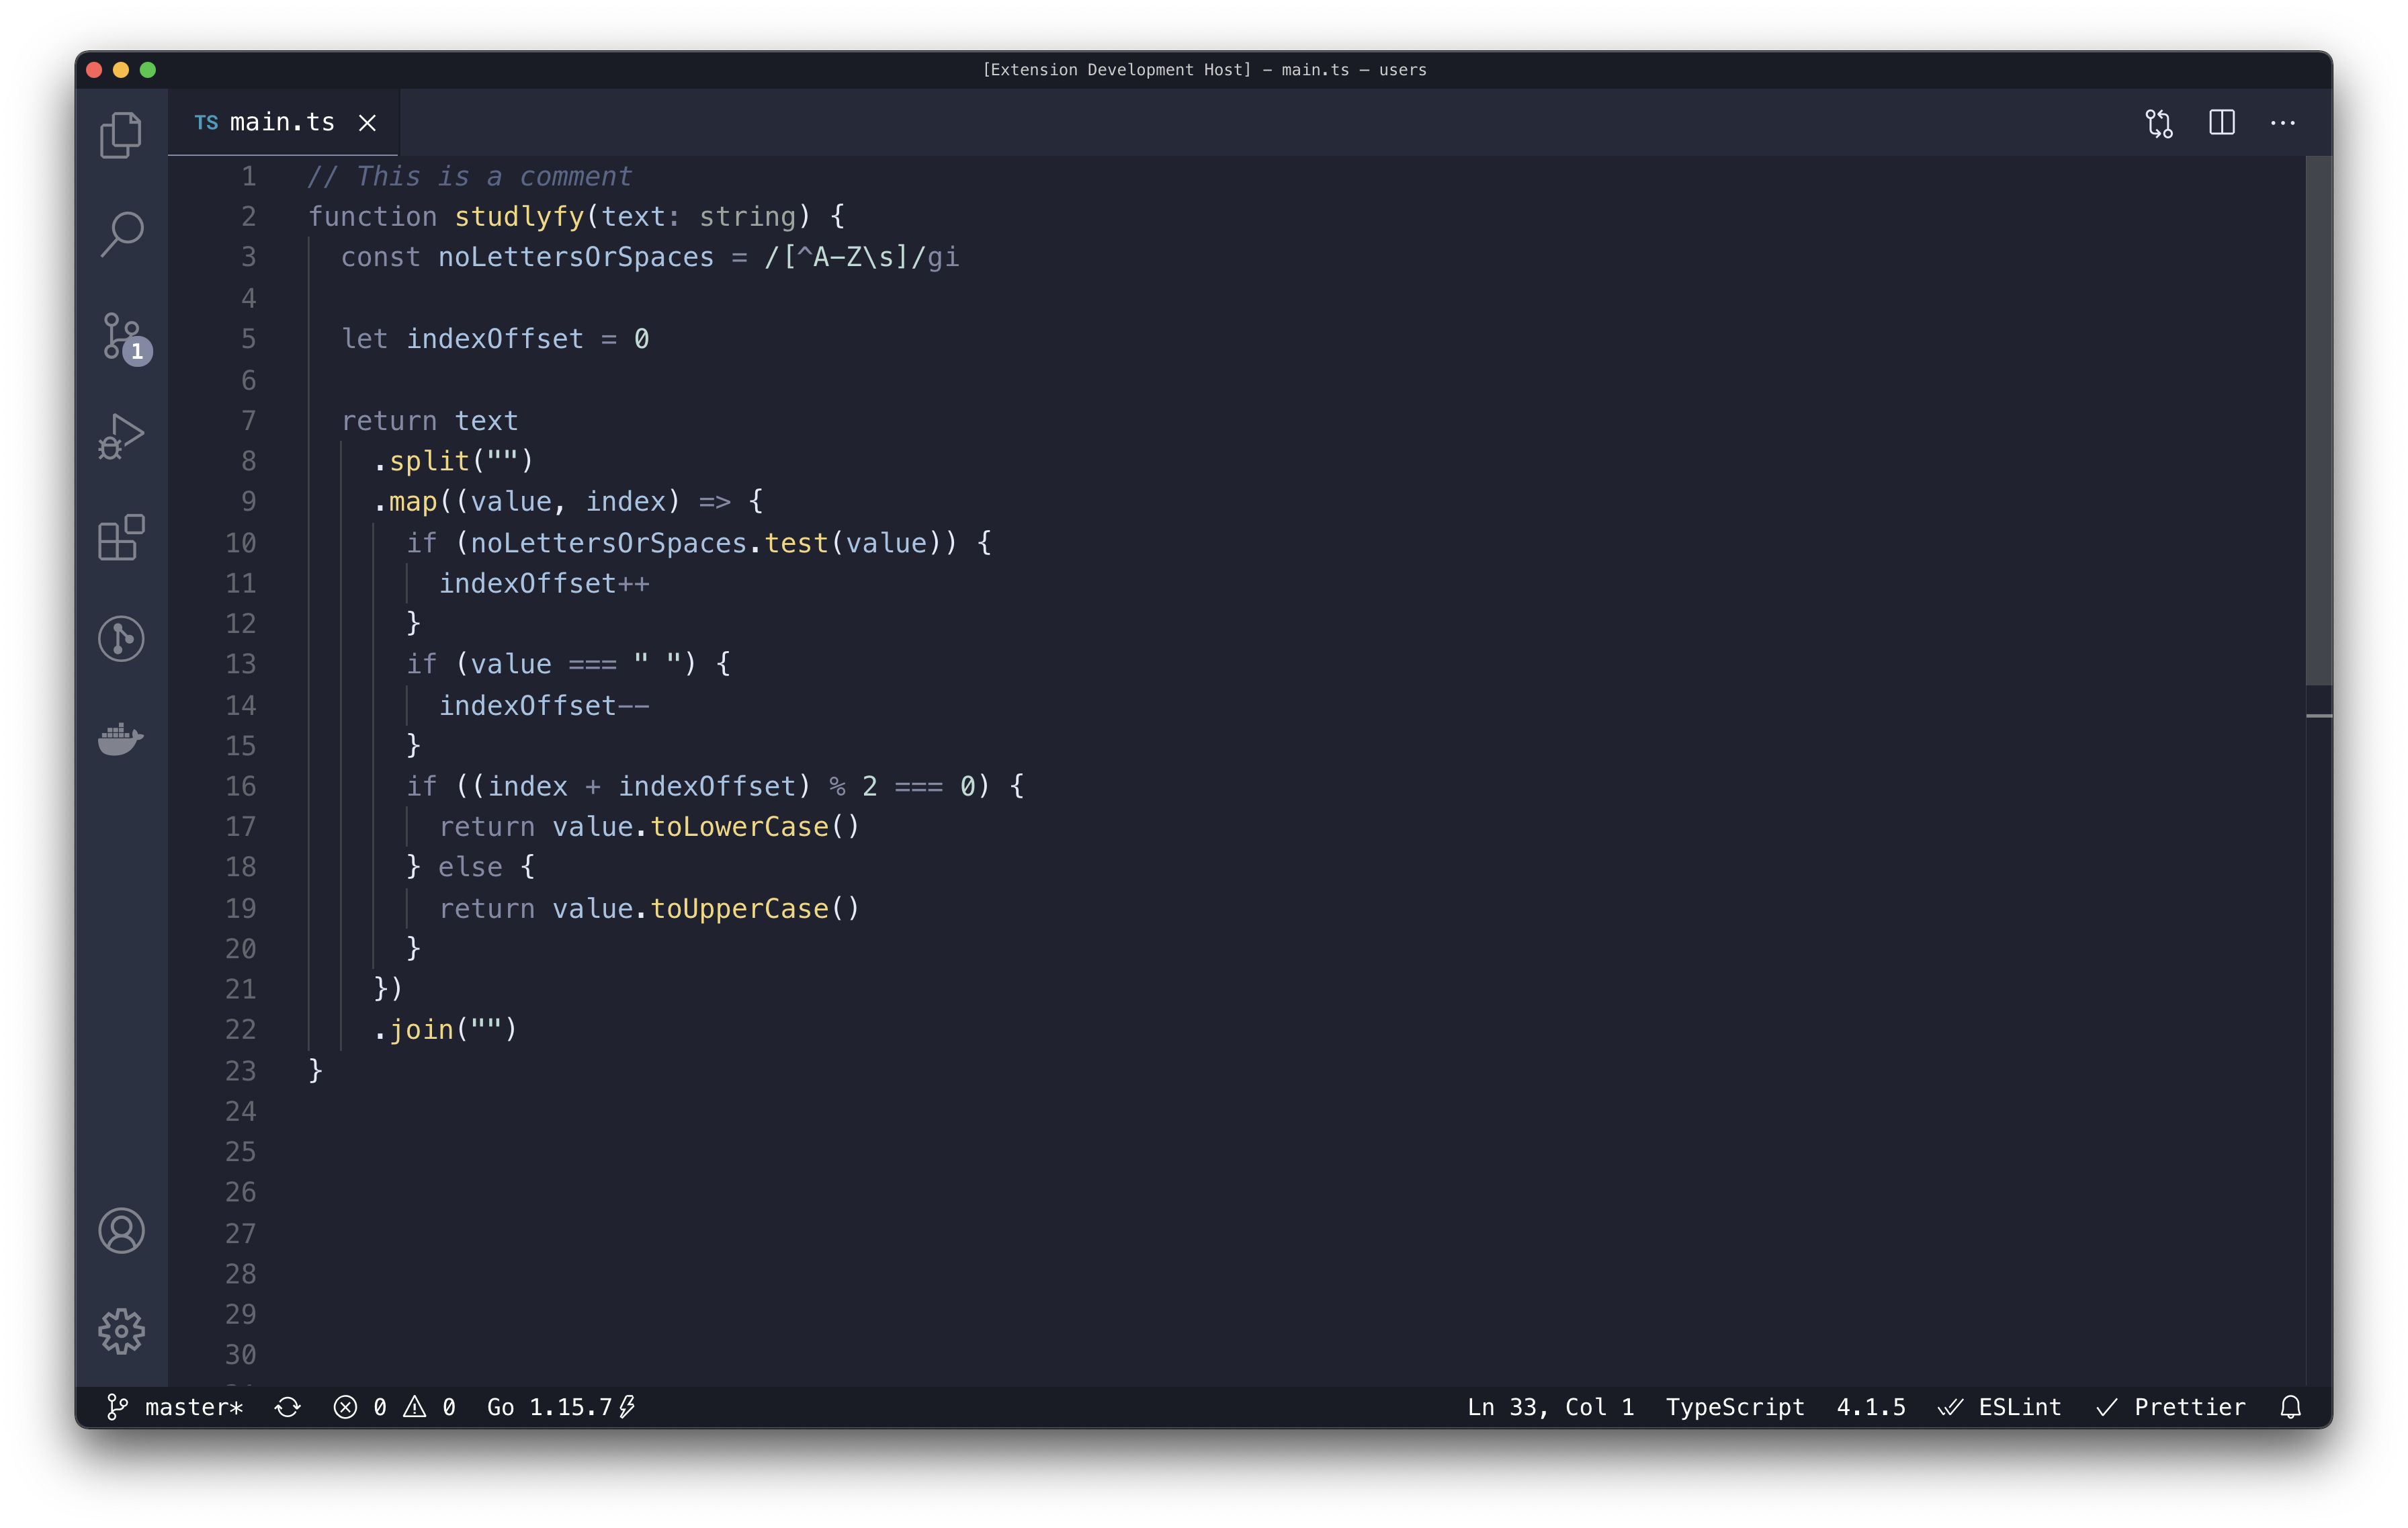 [Extension Development Host] – main.ts — users
TS main.ts
1 // This is a comment
2 function studlyfy(text: string) {
3   const noLettersOrSpaces = /[^A-Z\s]/gi
4
5   let indexOffset = 0
6
7   return text
8     .split("")
9     .map((value, index) => {
10       if (noLettersOrSpaces.test(value)) {
11         indexOffset++
12       }
13       if (value === " ") {
14         indexOffset--
15       }
16       if ((index + indexOffset) % 2 === 0) {
17         return value.toLowerCase()
18       } else {
19         return value.toUpperCase()
20       }
21     })
22     .join("")
23 }
24
25
26
27
28
29
30
1
master* 0 0 Go 1.15.7 Ln 33, Col 1 TypeScript 4.1.5 ESLint Prettier